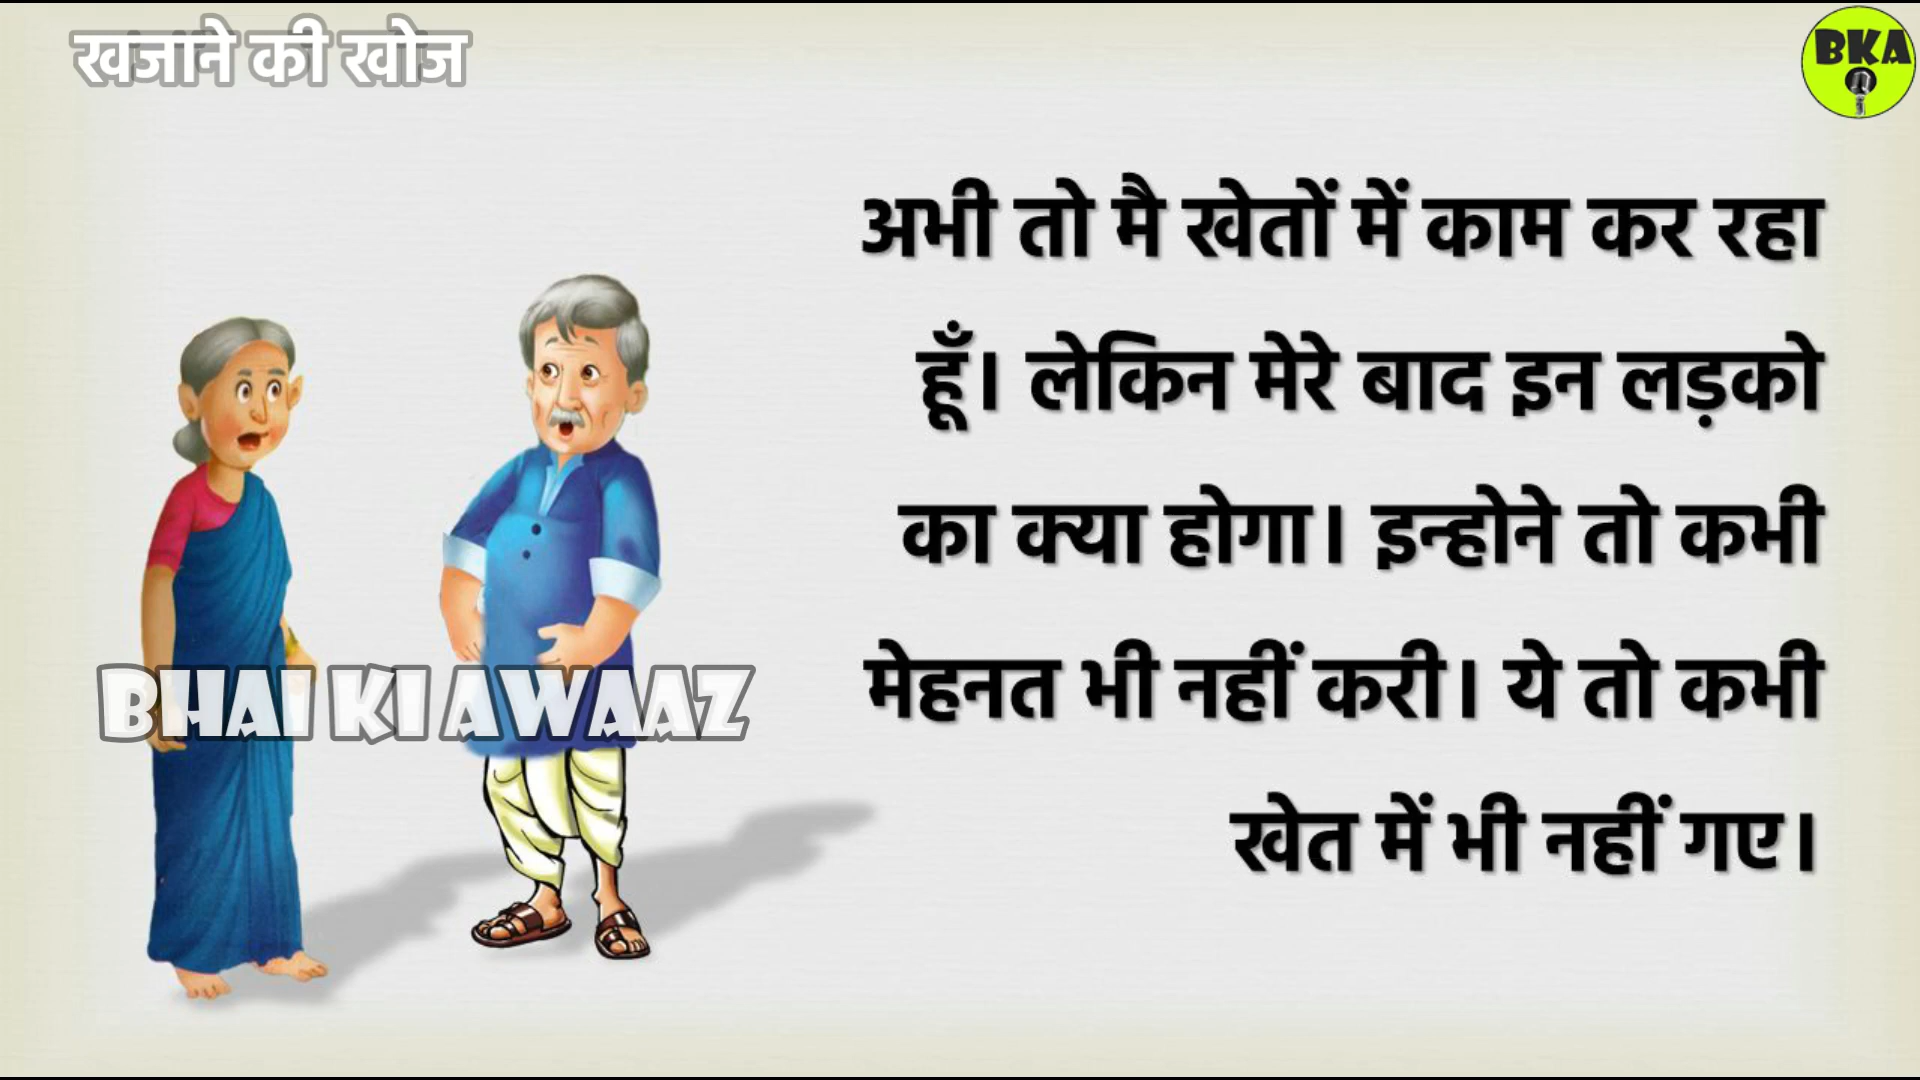 खजाने की खोज
BKA
अभी तो मै खेतों में काम कर रहा
हूँ। लेकिन मेरे बाद इन लड़को
का क्या होगा। इन्होने तो कभी
मेहनत भी नहीं करी। ये तो कभी
खेत में भी नहीं गए।
BHAI KI AWAAZ